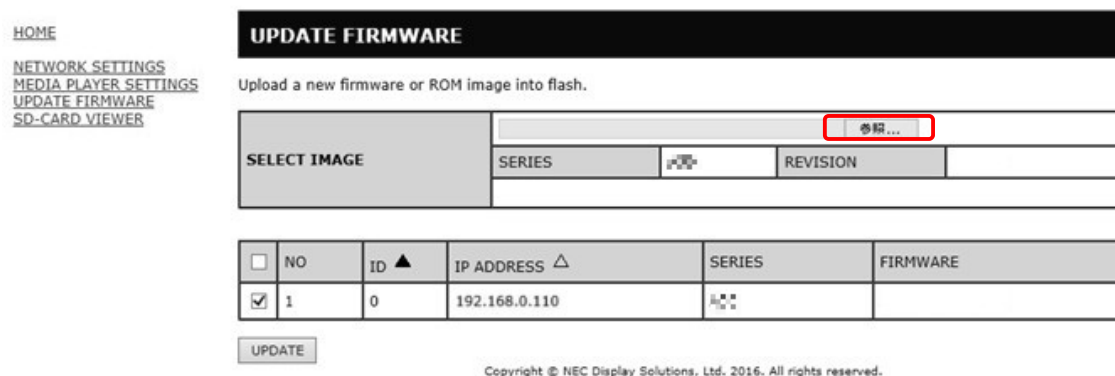 HOME
NETWORK SETTINGS
MEDIA PLAYER SETTINGS
UPDATE FIRMWARE
SD-CARD VIEWER
UPDATE FIRMWARE
Upload a new firmware or ROM image into flash.
SELECT IMAGE
参照...
SERIES REVISION
NO ID ▲ IP ADDRESS △ SERIES FIRMWARE
1 0 192.168.0.110
UPDATE
Copyright © NEC Display Solutions, Ltd. 2016. All rights reserved.